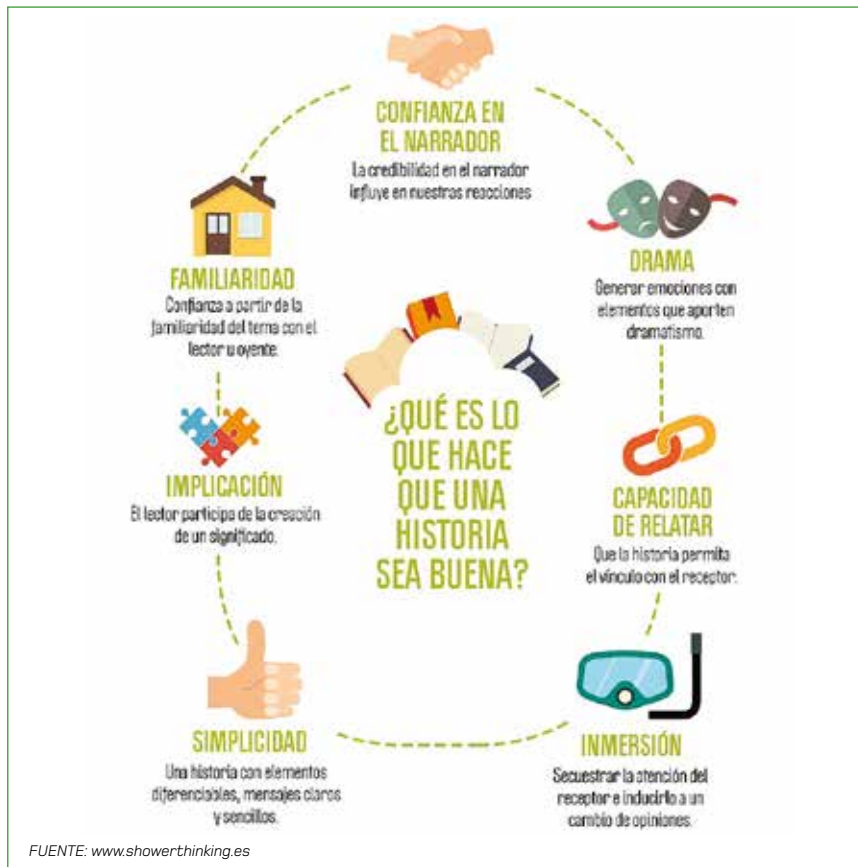 CONFIANZA EN
EL NARRADOR
La credibilidad en el narrador
influye en nuestras reacciones
DRAMA
Generar emociones con
elementos que aporten
dramatismo.
CAPACIDAD
DE RELATAR
Que la historia permita
el vínculo con el receptor.
INMERSIÓN
Secuestrar la atención del
receptor e inducirlo a un
cambio de opiniones.
SIMPLICIDAD
Una historia con elementos
diferenciables, mensajes claros
y sencillos.
IMPLICACIÓN
El lector participa de la creación
de un significado.
FAMILIARIDAD
Confianza a partir de la
familiaridad del tema con el
lector u oyente.
¿QUÉ ES LO
QUE HACE
QUE UNA
HISTORIA
SEA BUENA?
FUENTE: www.showerthinking.es